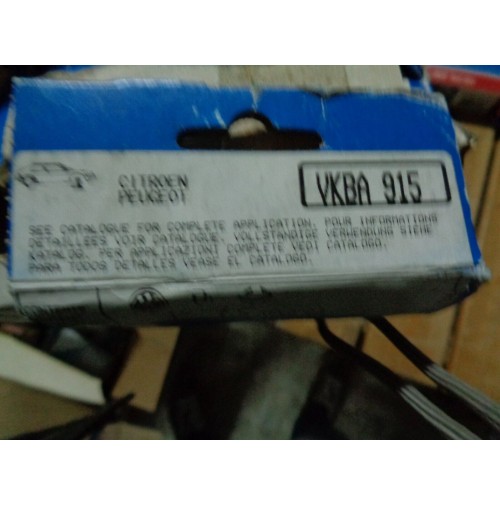 CITROEN
PEUGEOT
VKBA 915
SEE CATALOGUE FOR COMPLETE APPLICATION. POUR INFORMATIONS
DETAILLEES VOIR CATALOGUE. VOLLSTANDIGE VERWENDUNG SIEHE
KATALOG. PER APPLICAZIONI COMPLETE VEDI CATALOGO.
PARA TODOS DETALLES VEASE EL CATALOGO.